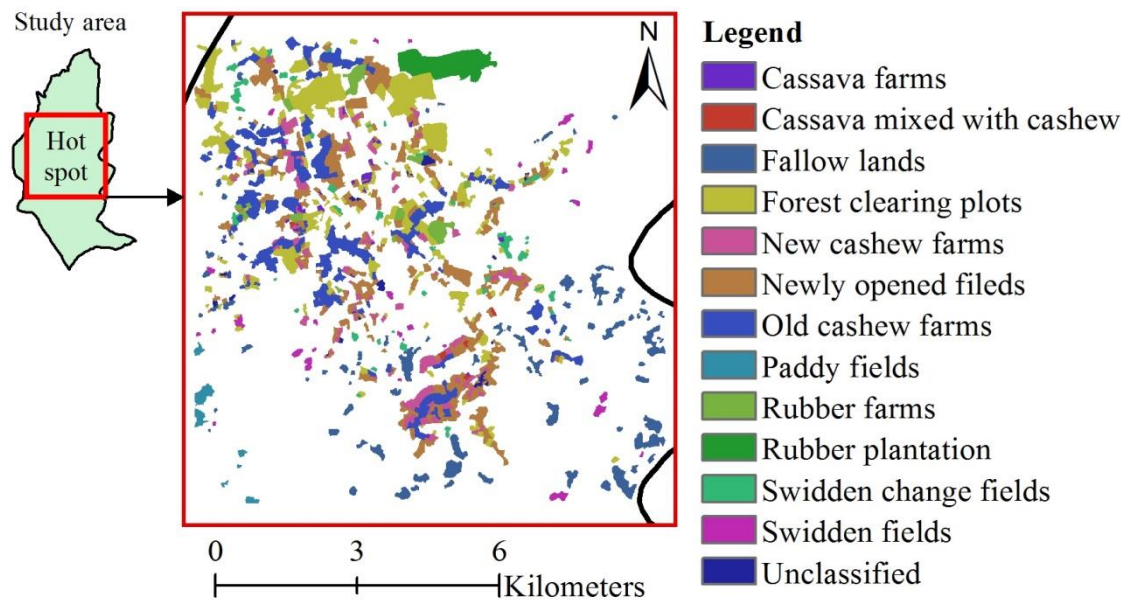 Study area
Hot
spot
N
0 3 6
Kilometers
Legend
Cassava farms
Cassava mixed with cashew
Fallow lands
Forest clearing plots
New cashew farms
Newly opened fileds
Old cashew farms
Paddy fields
Rubber farms
Rubber plantation
Swidden change fields
Swidden fields
Unclassified